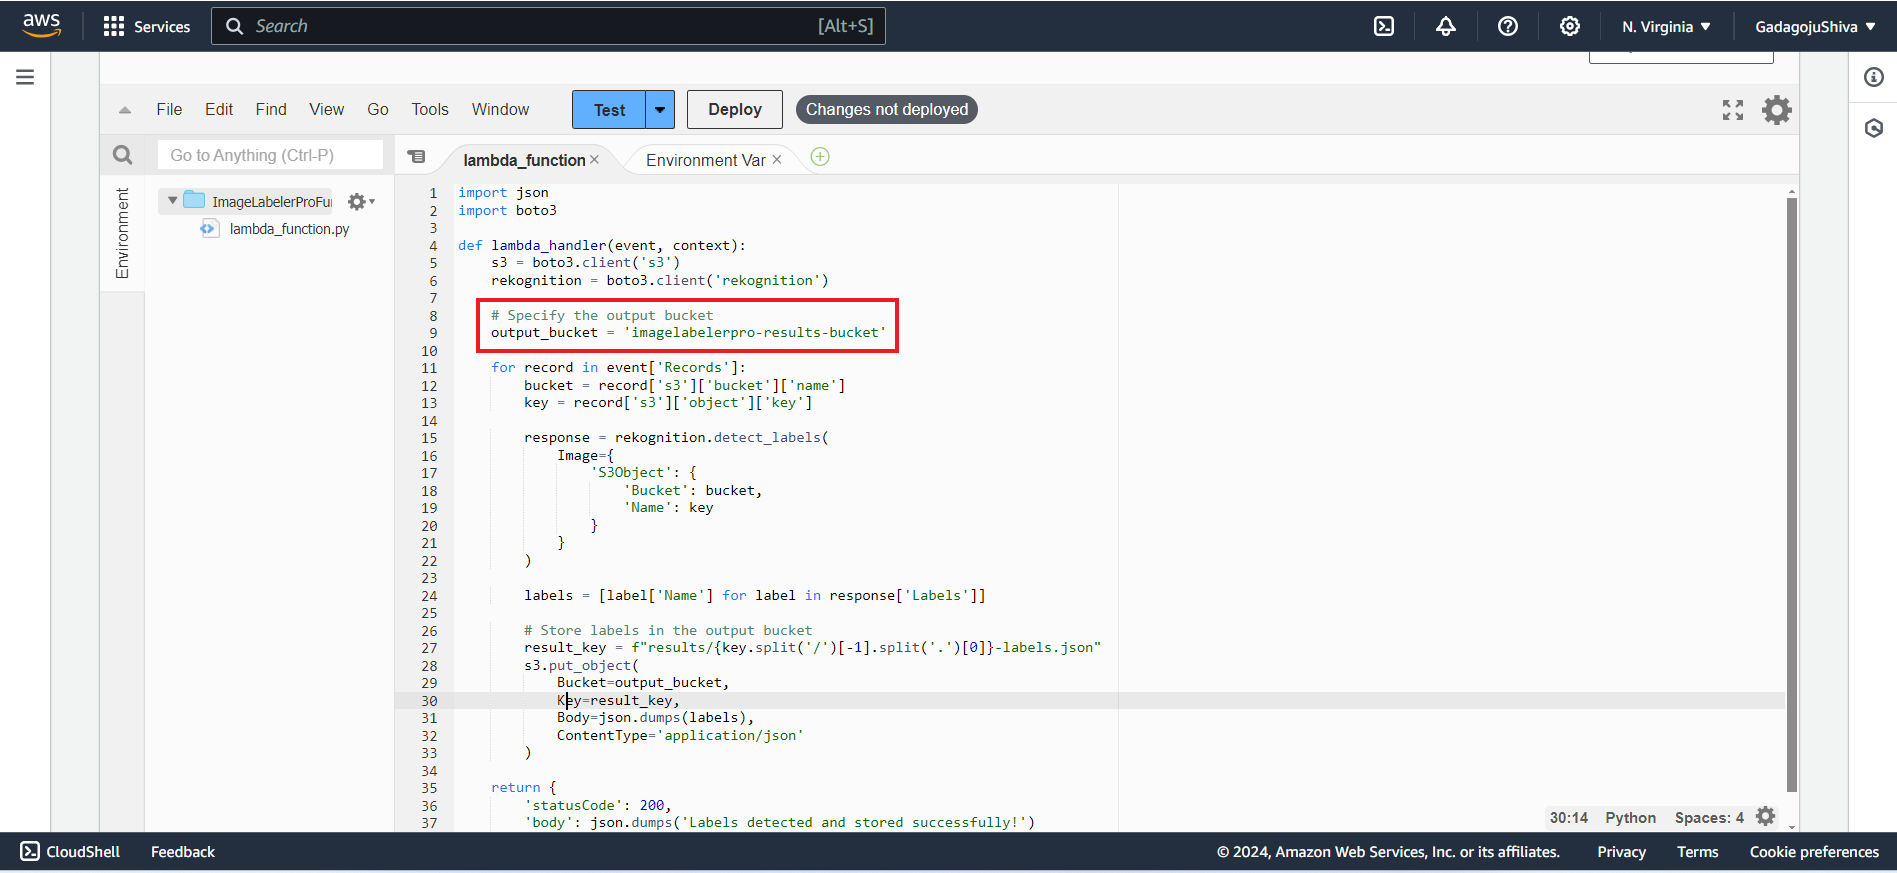 aws Services Search [Alt+S] N. Virginia GadagojuShiva
File Edit Find View Go Tools Window Test Deploy Changes not deployed
Go to Anything (Ctrl-P)
lambda_function Environment Var
Environment
ImageLabelerProFu
lambda_function.py
1 import json
2 import boto3
3
4 def lambda_handler(event, context):
5 s3 = boto3.client('s3')
6 rekognition = boto3.client('rekognition')
7
8 # Specify the output bucket
9 output_bucket = 'imagelabelerpro-results-bucket'
10
11 for record in event['Records']:
12 bucket = record['s3']['bucket']['name']
13 key = record['s3']['object']['key']
14
15 response = rekognition.detect_labels(
16 Image={
17 'S3Object': {
18 'Bucket': bucket,
19 'Name': key
20 }
21 }
22 )
23
24 labels = [label['Name'] for label in response['Labels']]
25
26 # Store labels in the output bucket
27 result_key = f"results/{key.split('/')[-1].split('.')[0]}-labels.json"
28 s3.put_object(
29 Bucket=output_bucket,
30 Key=result_key,
31 Body=json.dumps(labels),
32 ContentType='application/json'
33 )
34
35 return {
36 'statusCode': 200,
37 'body': json.dumps('Labels detected and stored successfully!')
30:14 Python Spaces: 4
CloudShell Feedback © 2024, Amazon Web Services, Inc. or its affiliates. Privacy Terms Cookie preferences